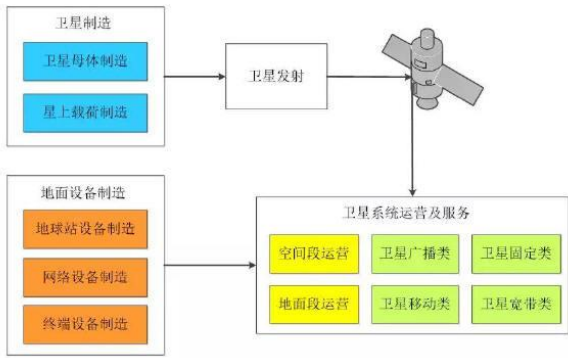 卫星制造
卫星母体制造
星上载荷制造
卫星发射
地面设备制造
地球站设备制造
网络设备制造
终端设备制造
卫星系统运营及服务
空间段运营
卫星广播类
卫星固定类
地面段运营
卫星移动类
卫星宽带类